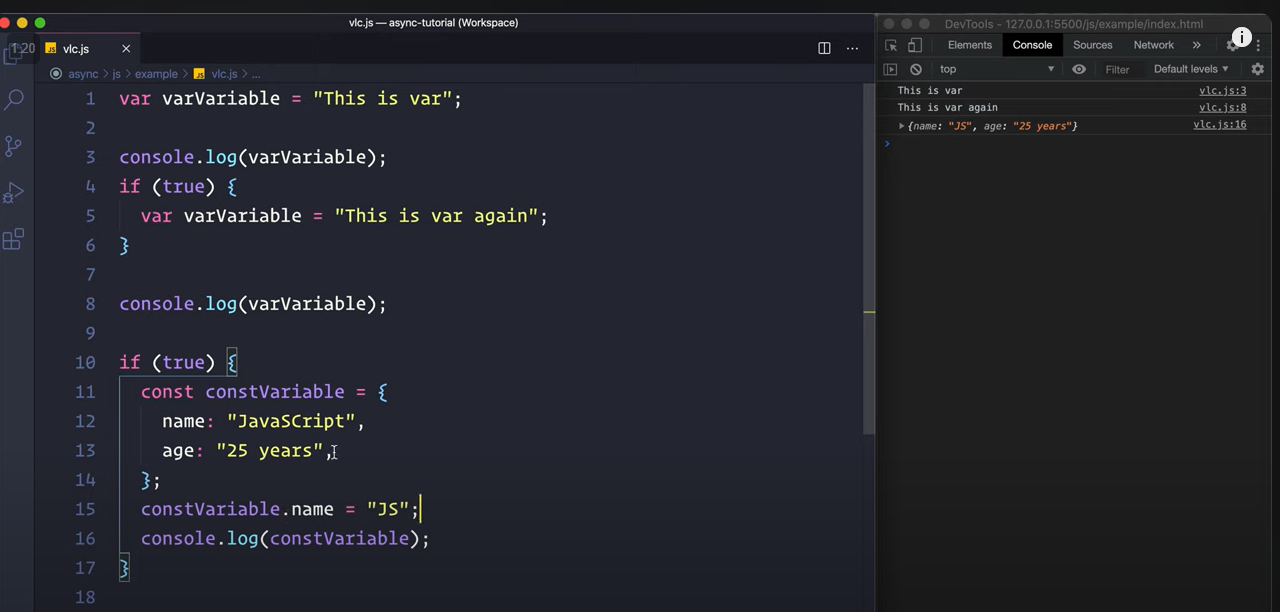 vlc.js — async-tutorial (Workspace)
1:20
vlc.js
async › js › example › vlc.js › ...
1 var varVariable = "This is var";
2
3 console.log(varVariable);
4 if (true) {
5 var varVariable = "This is var again";
6 }
7
8 console.log(varVariable);
9
10 if (true) {
11 const constVariable = {
12 name: "JavaSCript",
13 age: "25 years",
14 };
15 constVariable.name = "JS";
16 console.log(constVariable);
17 }
18
DevTools - 127.0.0.1:5500/js/example/index.html
Elements Console Sources Network »
top Filter Default levels
This is var vlc.js:3
This is var again vlc.js:8
{name: "JS", age: "25 years"} vlc.js:16